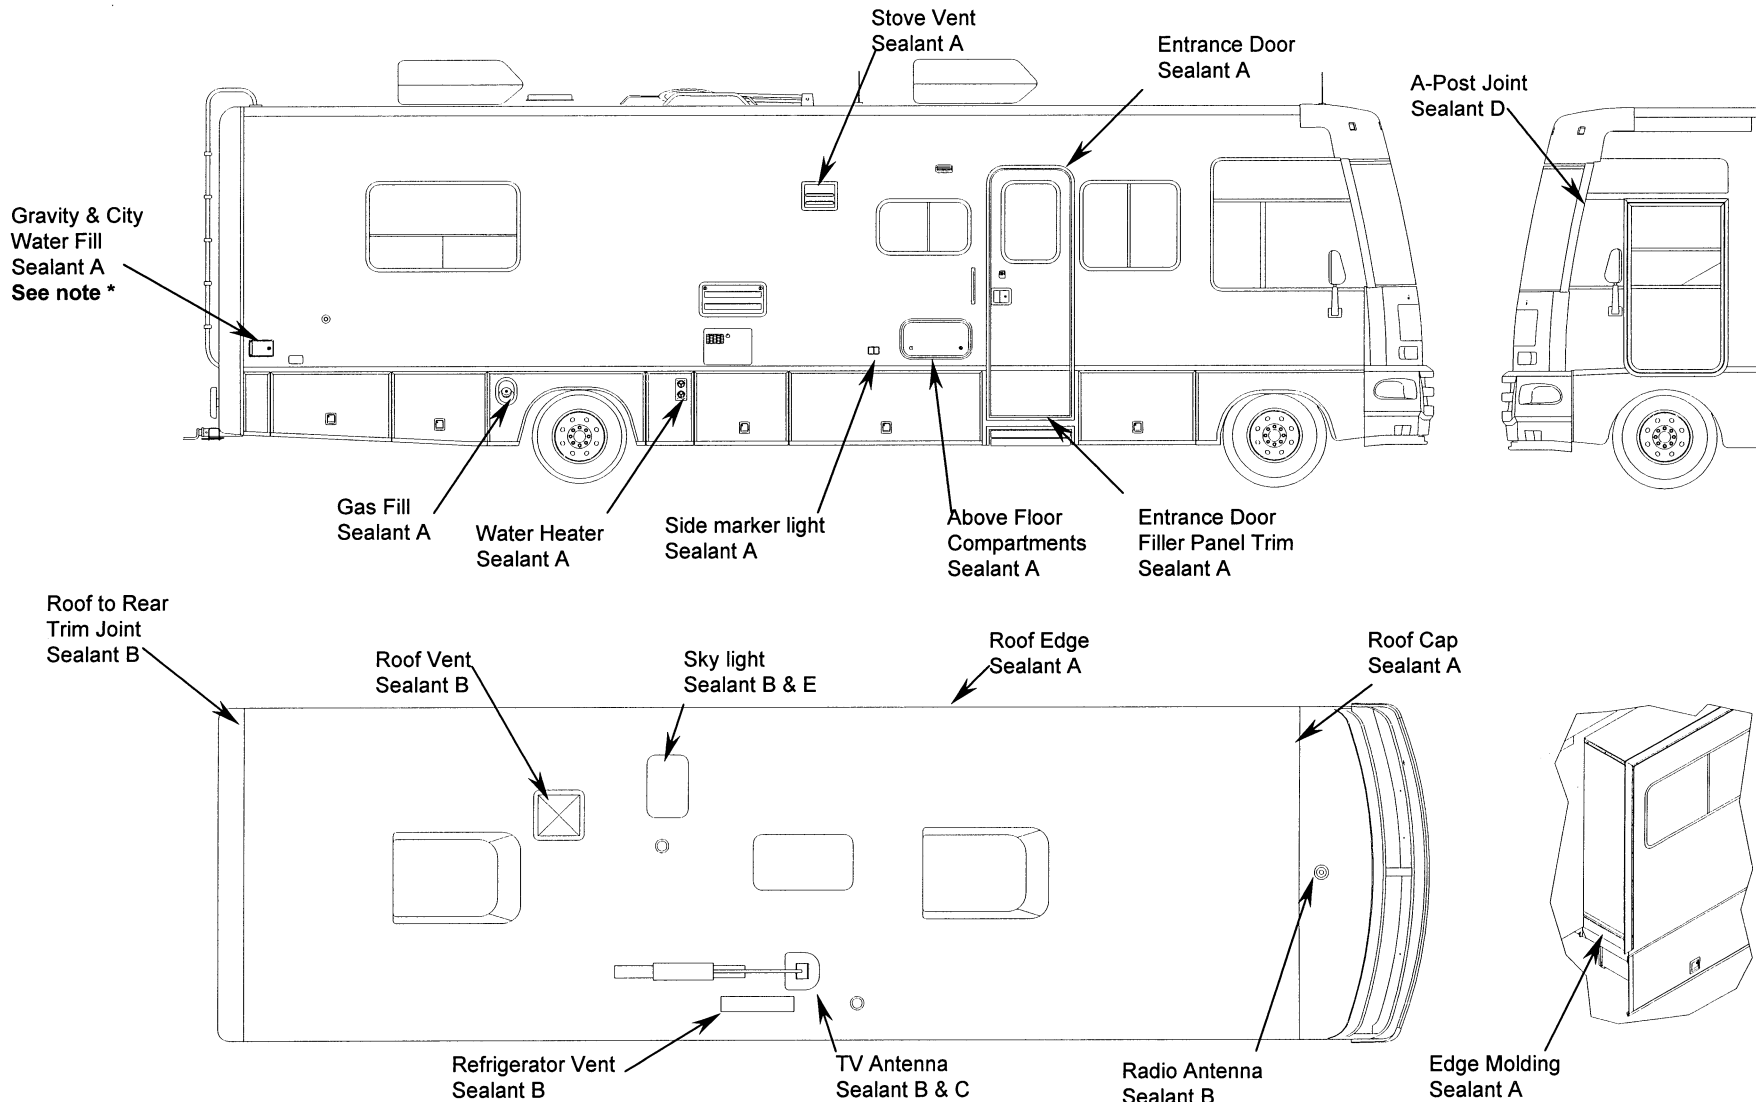 Stove Vent
Sealant A
Entrance Door
Sealant A
A-Post Joint
Sealant D
Gravity & City
Water Fill
Sealant A
See note *
Gas Fill
Sealant A
Water Heater
Sealant A
Side marker light
Sealant A
Above Floor
Compartments
Sealant A
Entrance Door
Filler Panel Trim
Sealant A
Roof to Rear
Trim Joint
Sealant B
Roof Vent
Sealant B
Sky light
Sealant B & E
Roof Edge
Sealant A
Roof Cap
Sealant A
Refrigerator Vent
Sealant B
TV Antenna
Sealant B & C
Radio Antenna
Sealant B
Edge Molding
Sealant A